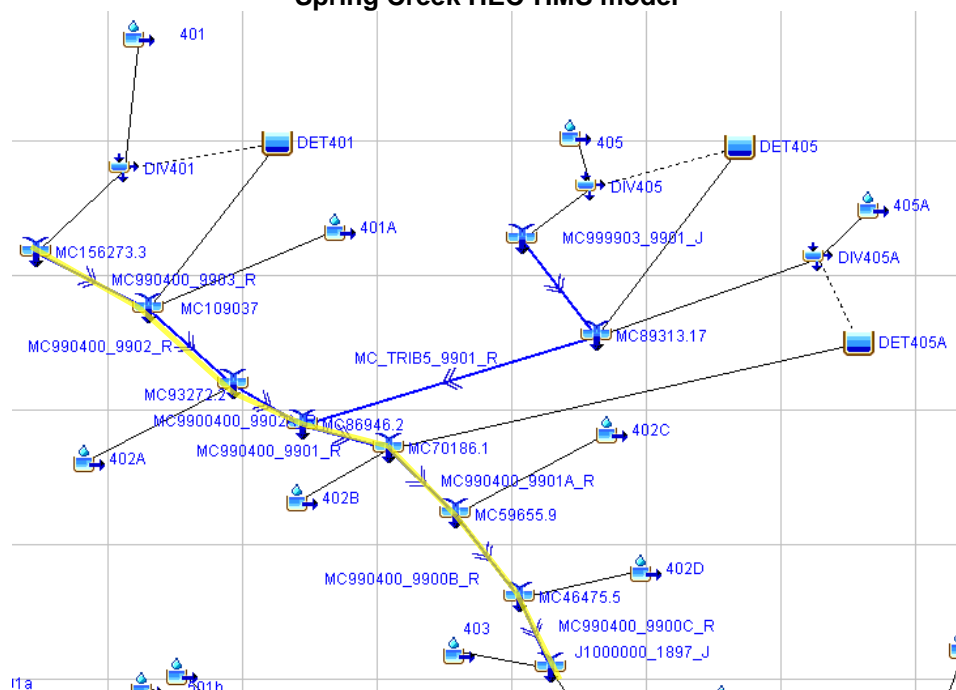 Spring Creek HEC-HMS model
401
DET401
405
DET405
DIV401
DIV405
405A
401A
MC999903_9901_J
MC156273.3
DIV405A
MC990400_9903_R
MC109037
MC89313.17
DET405A
MC990400_9902_R
MC_TRIB5_9901_R
MC93272.2
MC86946.2
402C
MC990400_9901_R
MC70186.1
402A
MC990400_9901A_R
402B
MC59655.9
402D
MC990400_9900B_R
MC46475.5
403
MC990400_9900C_R
J1000000_1897_J